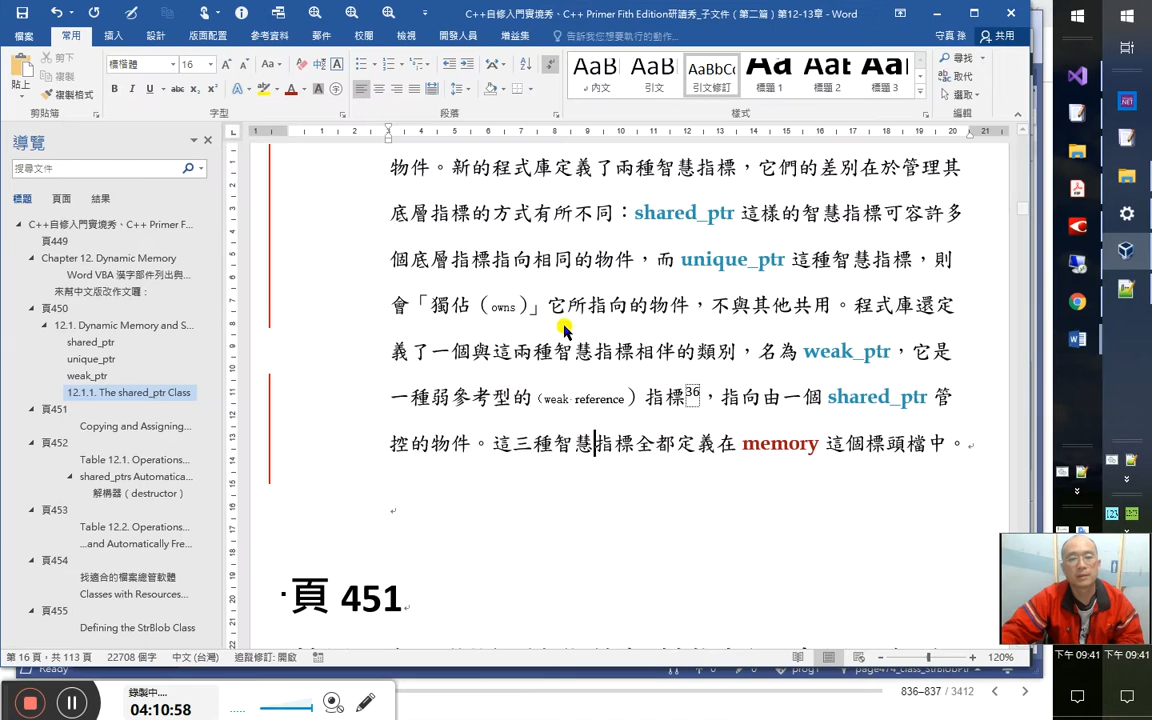 C++自修入門實境秀、C++ Primer Fith Edition研讀秀_子文件（第二篇）第12-13章 - Word
檔案 常用 插入 設計 版面配置 參考資料 郵件 校閱 檢視 開發人員 增益集 告訴我您想要執行的動作... 守真 孫 共用
貼上 剪下 複製 複製格式
標楷體 16
內文 引文 引文修訂 標題 1 標題 2 標題 3
尋找 取代 選取
剪貼簿 字型 段落 樣式 編輯
導覽
搜尋文件
標題 頁面 結果
C++自修入門實境秀、C++ Primer F...
頁449
Chapter 12. Dynamic Memory
Word VBA 漢字部件列出與...
來幫中文版改作文囉：
頁450
12.1. Dynamic Memory and S...
shared_ptr
unique_ptr
weak_ptr
12.1.1. The shared_ptr Class
頁451
Copying and Assigning...
頁452
Table 12.1. Operations...
shared_ptrs Automatica...
解構器（destructor）
頁453
Table 12.2. Operations...
...and Automatically Fre...
頁454
找適合的檔案總管軟體
Classes with Resources...
頁455
Defining the StrBlob Class
物件。新的程式庫定義了兩種智慧指標，它們的差別在於管理其
底層指標的方式有所不同：shared_ptr 這樣的智慧指標可容許多
個底層指標指向相同的物件，而 unique_ptr 這種智慧指標，則
會「獨佔（owns）」它所指向的物件，不與其他共用。程式庫還定
義了一個與這兩種智慧指標相伴的類別，名為 weak_ptr，它是
一種弱參考型的（weak reference）指標36，指向由一個 shared_ptr 管
控的物件。這三種智慧指標全都定義在 memory 這個標頭檔中。
頁 451
第 16 頁，共 113 頁 22708 個字 中文 (台灣) 追蹤修訂: 開啟 120%
Ready
錄製中....
04:10:58
836–837 / 3412
下午 09:41 下午 09:41